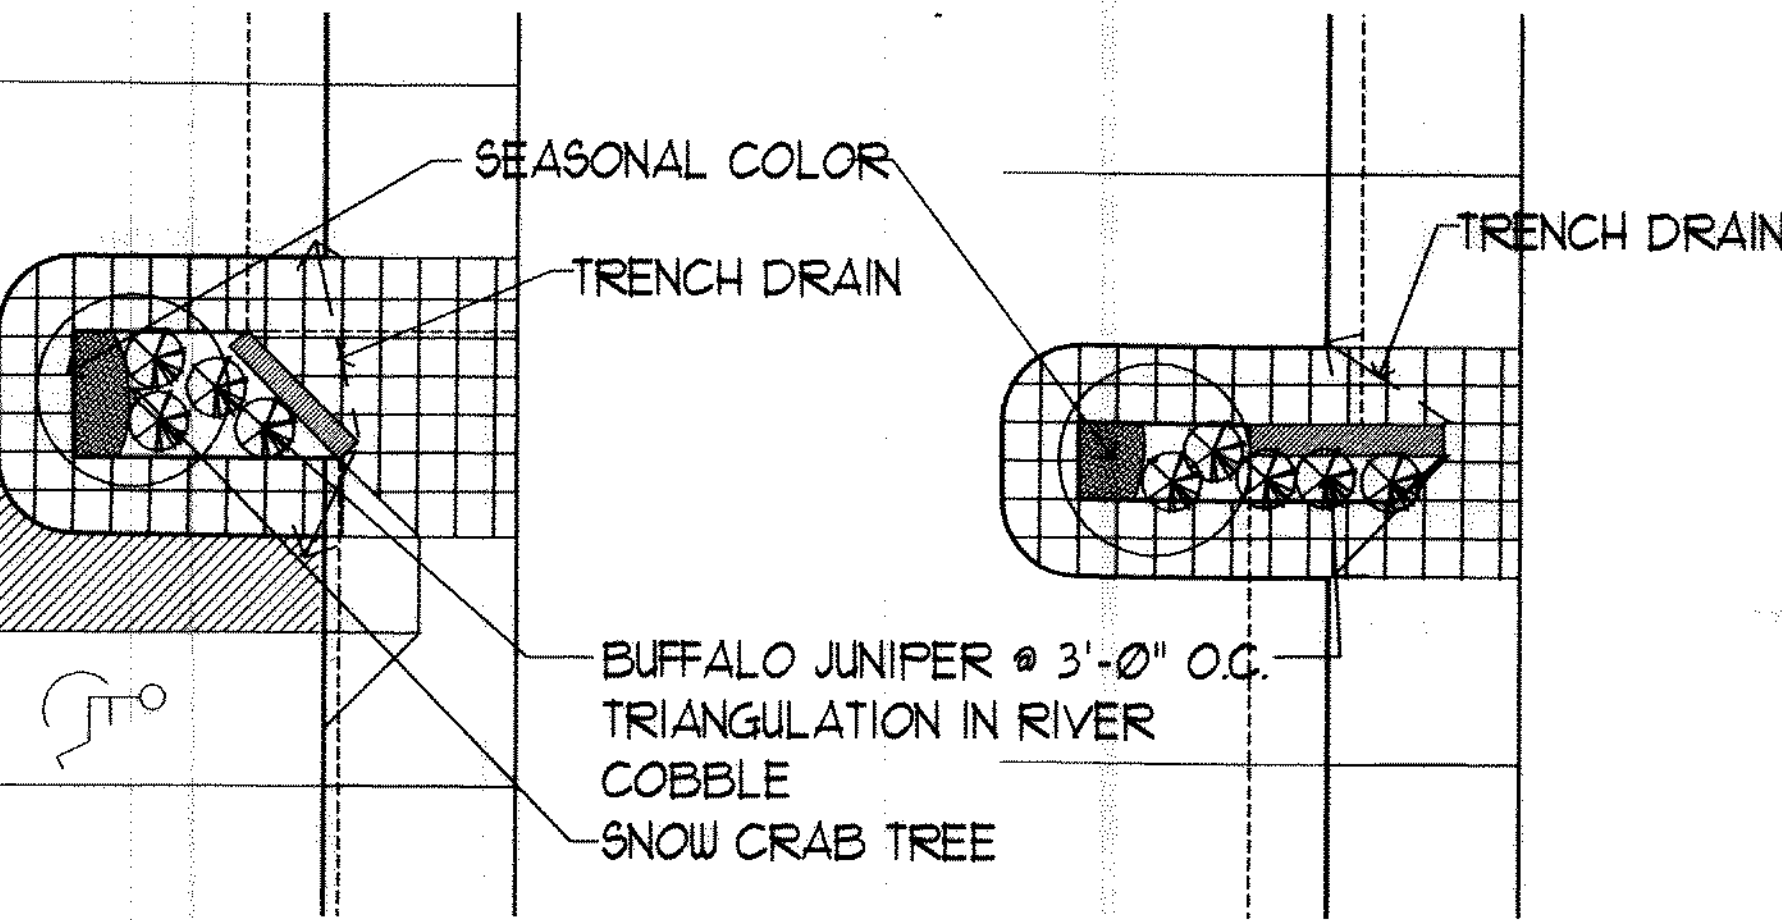 SEASONAL COLOR
TRENCH DRAIN
TRENCH DRAIN
BUFFALO JUNIPER @ 3'-0" O.C.
TRIANGULATION IN RIVER
COBBLE
SNOW CRAB TREE